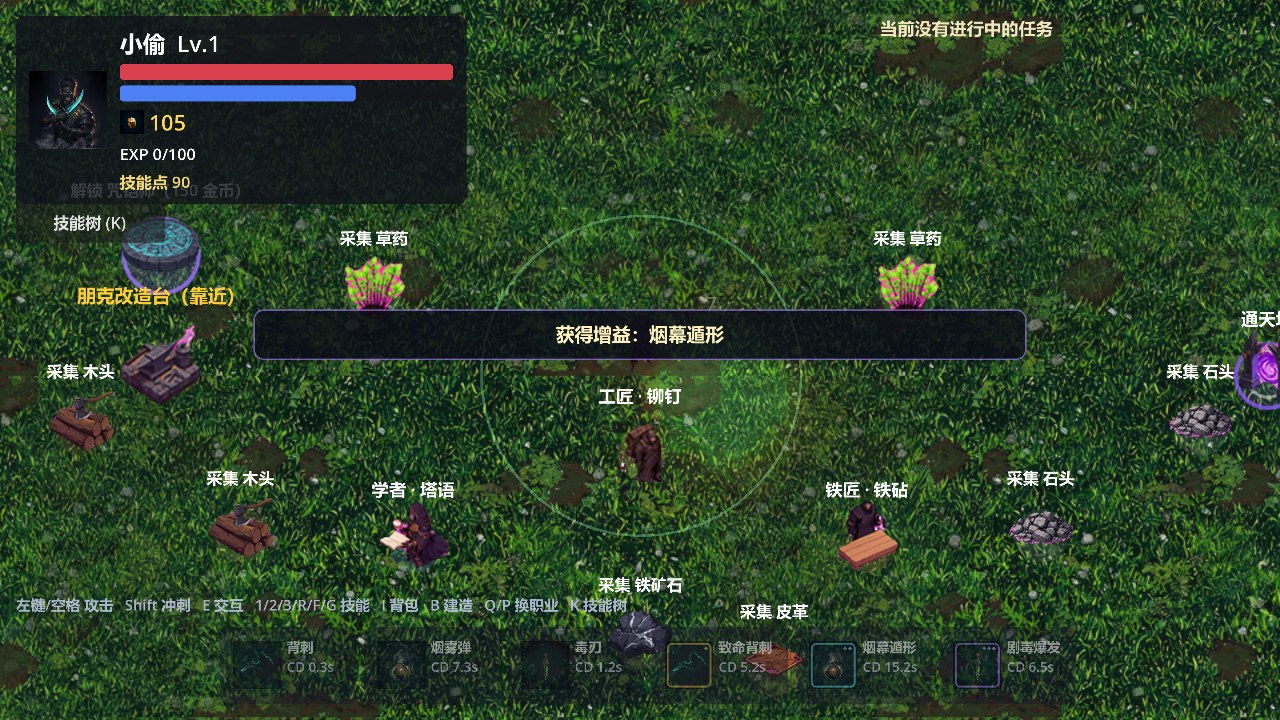 小偷 Lv.1
当前没有进行中的任务
105
EXP 0/100
技能点 90
解锁
金币)
技能树 (K)
采集 草药
采集 草药
朋克改造台（靠近）
获得增益：烟幕遁形
通天
采集 木头
采集 石头
工匠 · 铆钉
采集 木头
学者 · 塔语
铁匠 · 铁砧
采集 石头
采集 铁矿石
左键/空格 攻击 Shift 冲刺 E 交互 1/2/3/R/F/G 技能 I 背包 B 建造 Q/P 换职业 K 技能树
采集 皮革
背刺
CD 0.3s
烟雾弹
CD 7.3s
毒刃
CD 1.2s
致命背刺
CD 5.2s
烟幕遁形
CD 15.2s
剧毒爆发
CD 6.5s